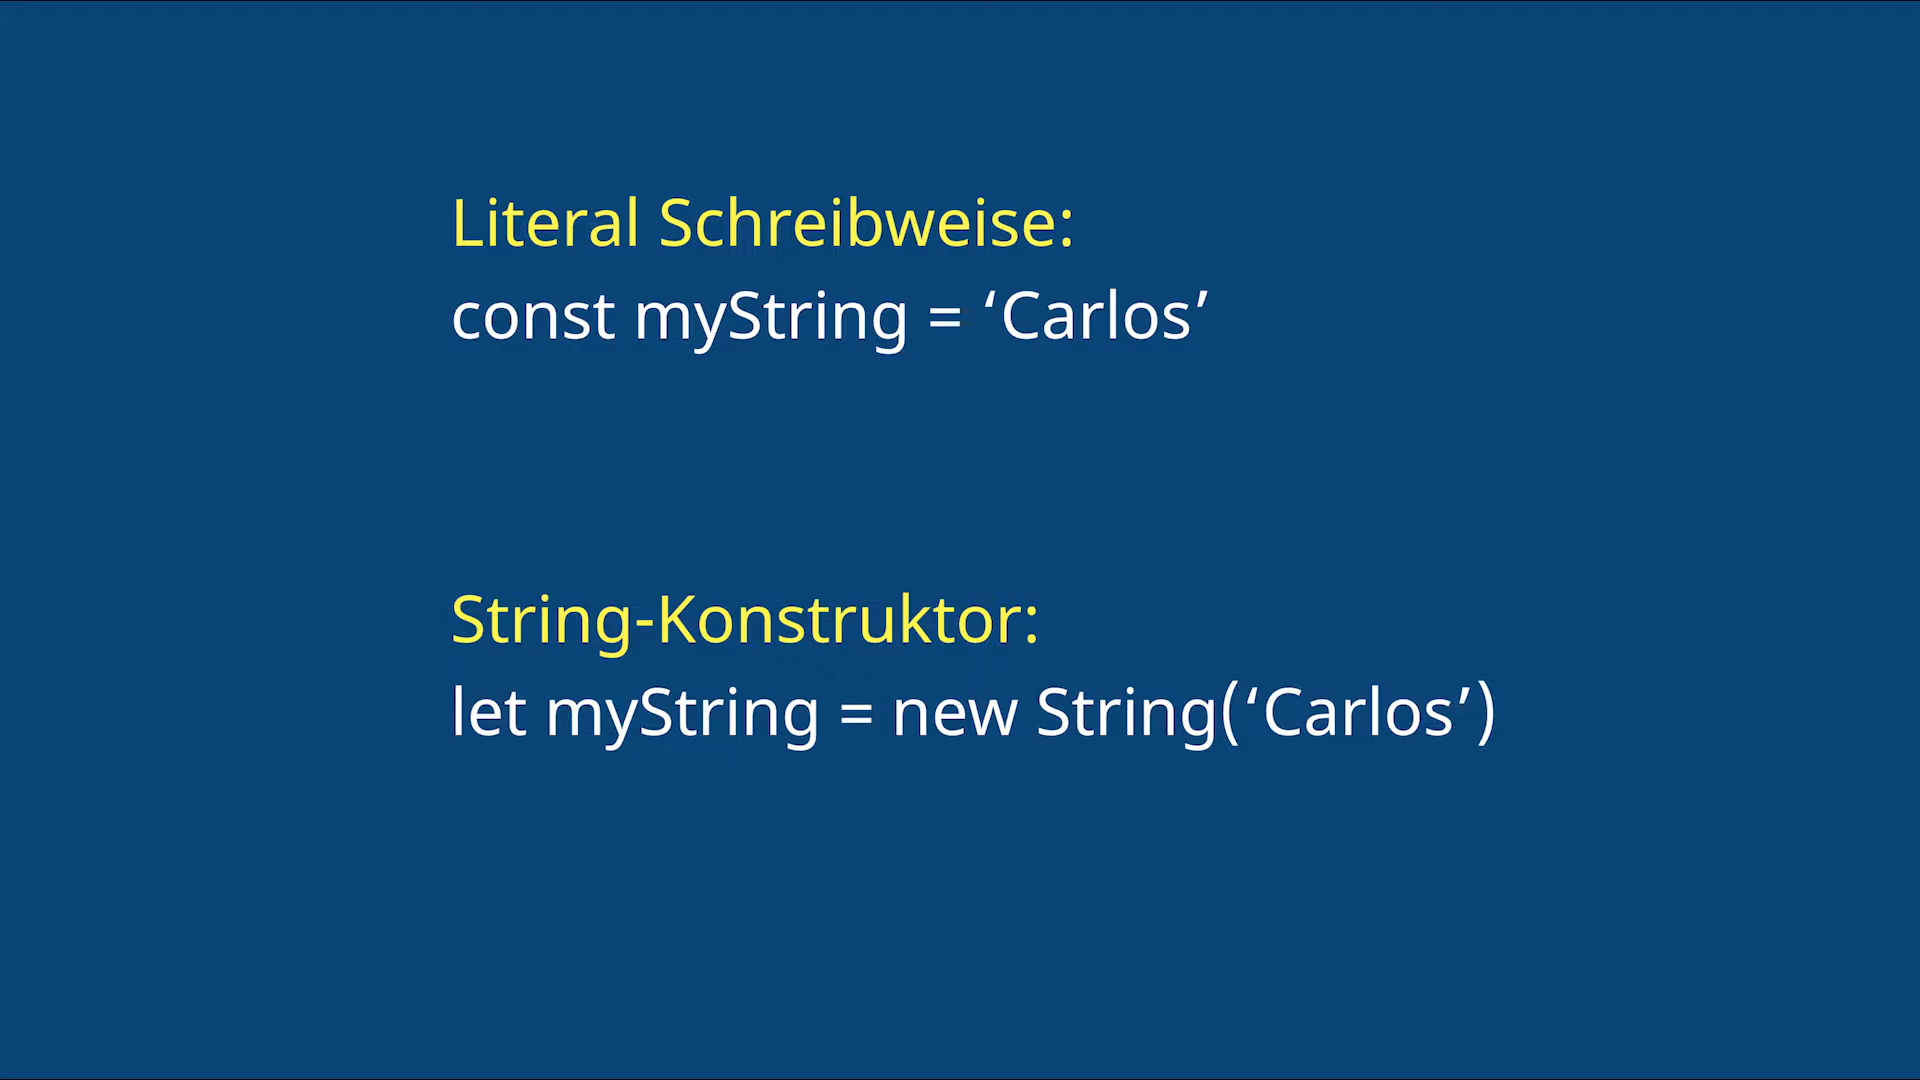 Literal Schreibweise:
const myString = ‘Carlos’
String-Konstruktor:
let myString = new String(‘Carlos’)